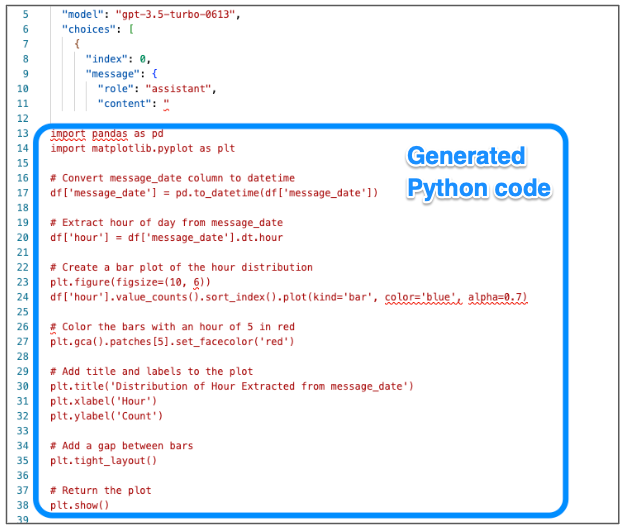 5 "model": "gpt-3.5-turbo-0613",
6 "choices": [
7 {
8 "index": 0,
9 "message": {
10 "role": "assistant",
11 "content": "
12
13 import pandas as pd
14 import matplotlib.pyplot as plt
15
16 # Convert message_date column to datetime
17 df['message_date'] = pd.to_datetime(df['message_date'])
18
19 # Extract hour of day from message_date
20 df['hour'] = df['message_date'].dt.hour
21
22 # Create a bar plot of the hour distribution
23 plt.figure(figsize=(10, 6))
24 df['hour'].value_counts().sort_index().plot(kind='bar', color='blue', alpha=0.7)
25
26 # Color the bars with an hour of 5 in red
27 plt.gca().patches[5].set_facecolor('red')
28
29 # Add title and labels to the plot
30 plt.title('Distribution of Hour Extracted from message_date')
31 plt.xlabel('Hour')
32 plt.ylabel('Count')
33
34 # Add a gap between bars
35 plt.tight_layout()
36
37 # Return the plot
38 plt.show()
39
Generated
Python code